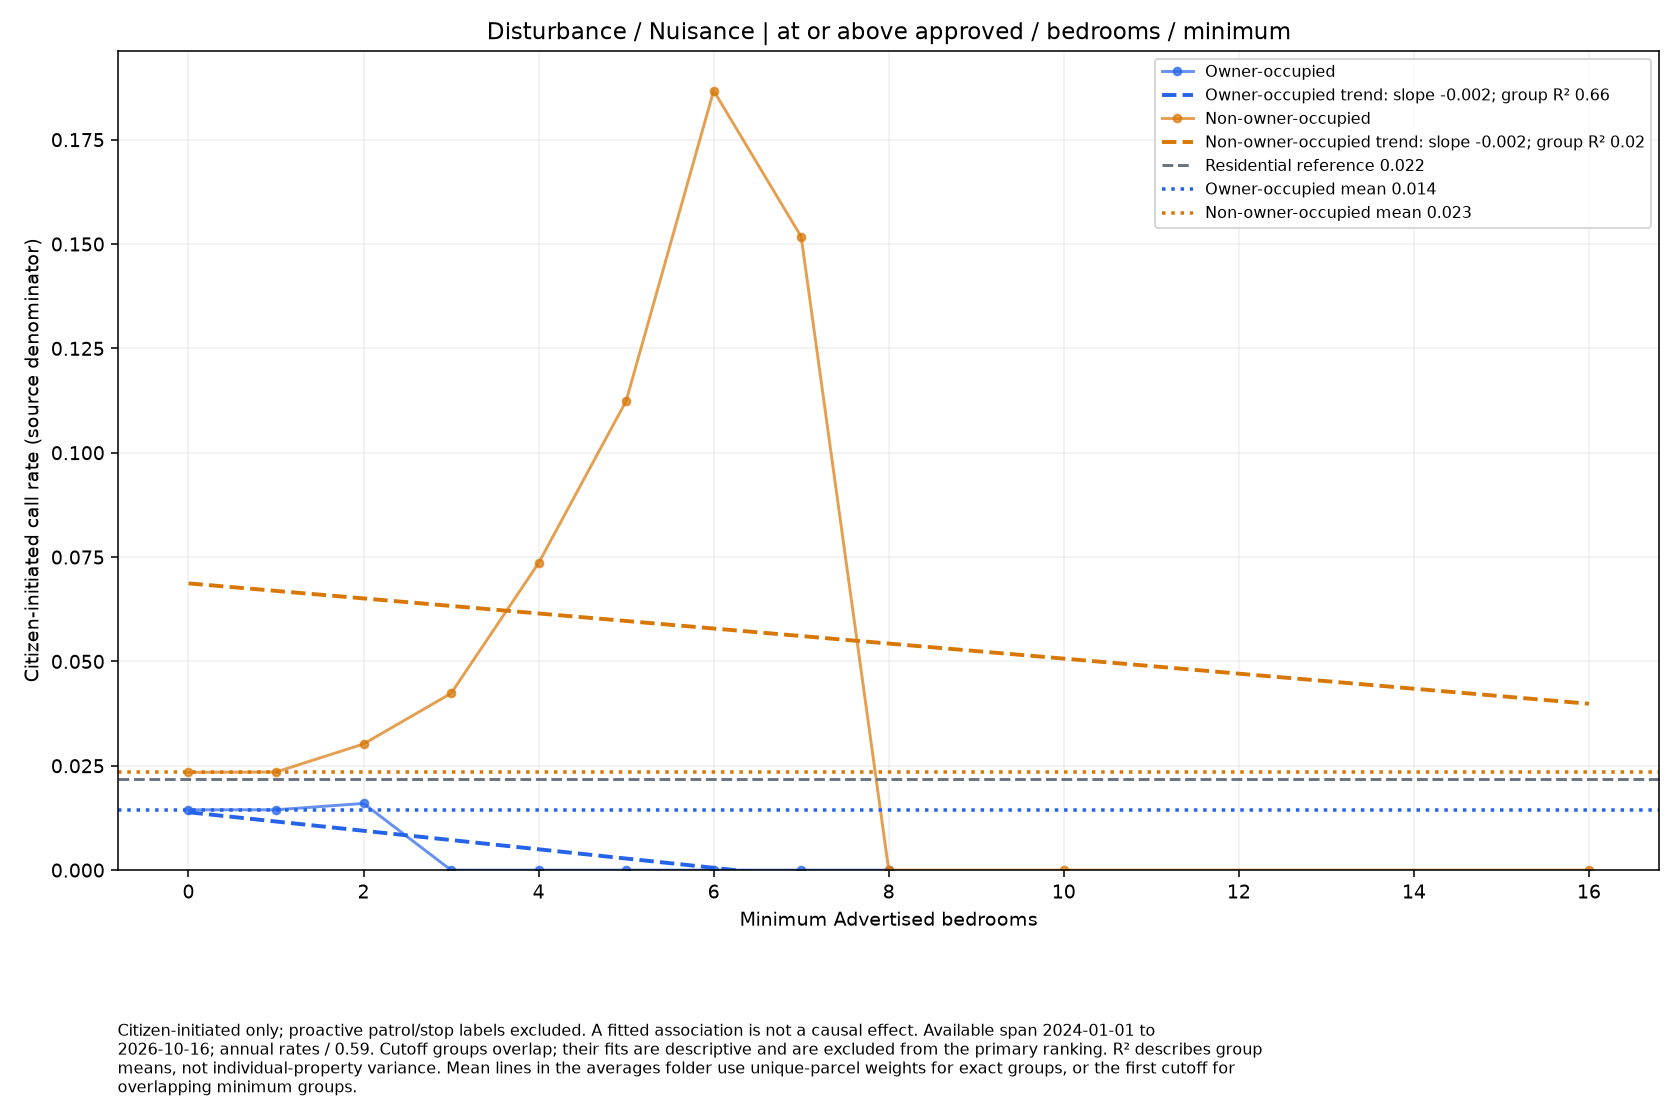 Disturbance / Nuisance | at or above approved / bedrooms / minimum
Owner-occupied
Owner-occupied trend: slope -0.002; group R² 0.66
Non-owner-occupied
Non-owner-occupied trend: slope -0.002; group R² 0.02
Residential reference 0.022
Owner-occupied mean 0.014
Non-owner-occupied mean 0.023
Citizen-initiated call rate (source denominator)
0.175
0.150
0.125
0.100
0.075
0.050
0.025
0.000
0 2 4 6 8 10 12 14 16
Minimum Advertised bedrooms
Citizen-initiated only; proactive patrol/stop labels excluded. A fitted association is not a causal effect. Available span 2024-01-01 to
2026-10-16; annual rates / 0.59. Cutoff groups overlap; their fits are descriptive and are excluded from the primary ranking. R² describes group
means, not individual-property variance. Mean lines in the averages folder use unique-parcel weights for exact groups, or the first cutoff for
overlapping minimum groups.